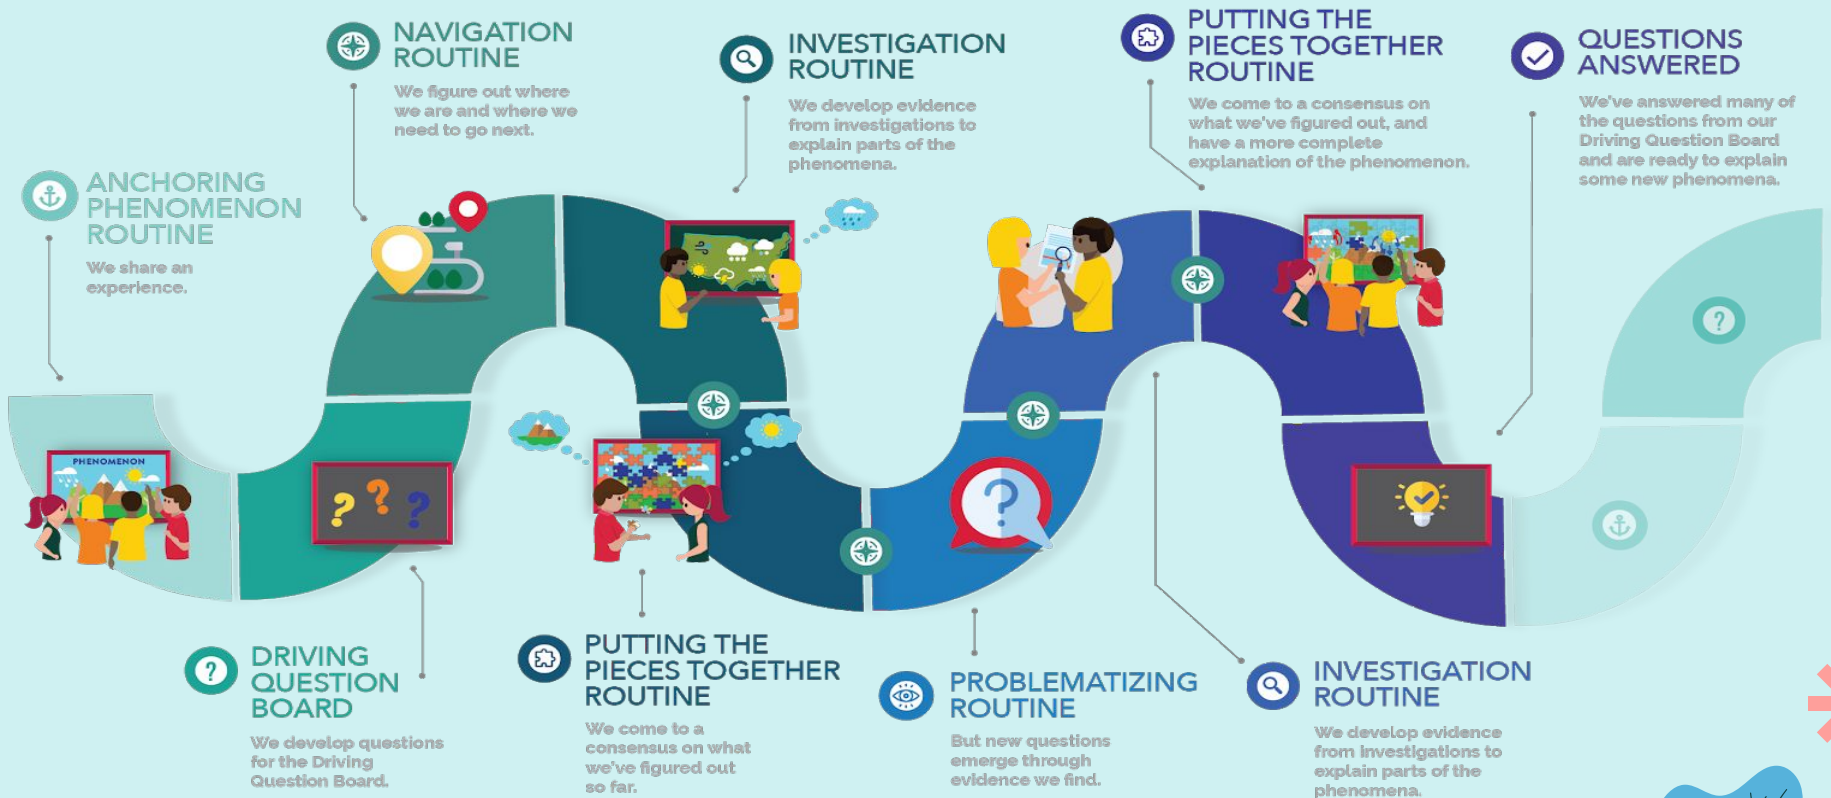 ANCHORING
PHENOMENON
ROUTINE
We share an
experience.
PHENOMENON
DRIVING
QUESTION
BOARD
We develop questions
for the Driving
Question Board.
NAVIGATION
ROUTINE
We figure out where
we are and where we
need to go next.
INVESTIGATION
ROUTINE
We develop evidence
from investigations to
explain parts of the
phenomena.
PUTTING THE
PIECES TOGETHER
ROUTINE
We come to a
consensus on what
we've figured out
so far.
PROBLEMATIZING
ROUTINE
But new questions
emerge through
evidence we find.
INVESTIGATION
ROUTINE
We develop evidence
from investigations to
explain parts of the
phenomena.
PUTTING THE
PIECES TOGETHER
ROUTINE
We come to a consensus on
what we've figured out, and
have a more complete
explanation of the phenomenon.
QUESTIONS
ANSWERED
We've answered many of
the questions from our
Driving Question Board
and are ready to explain
some new phenomena.